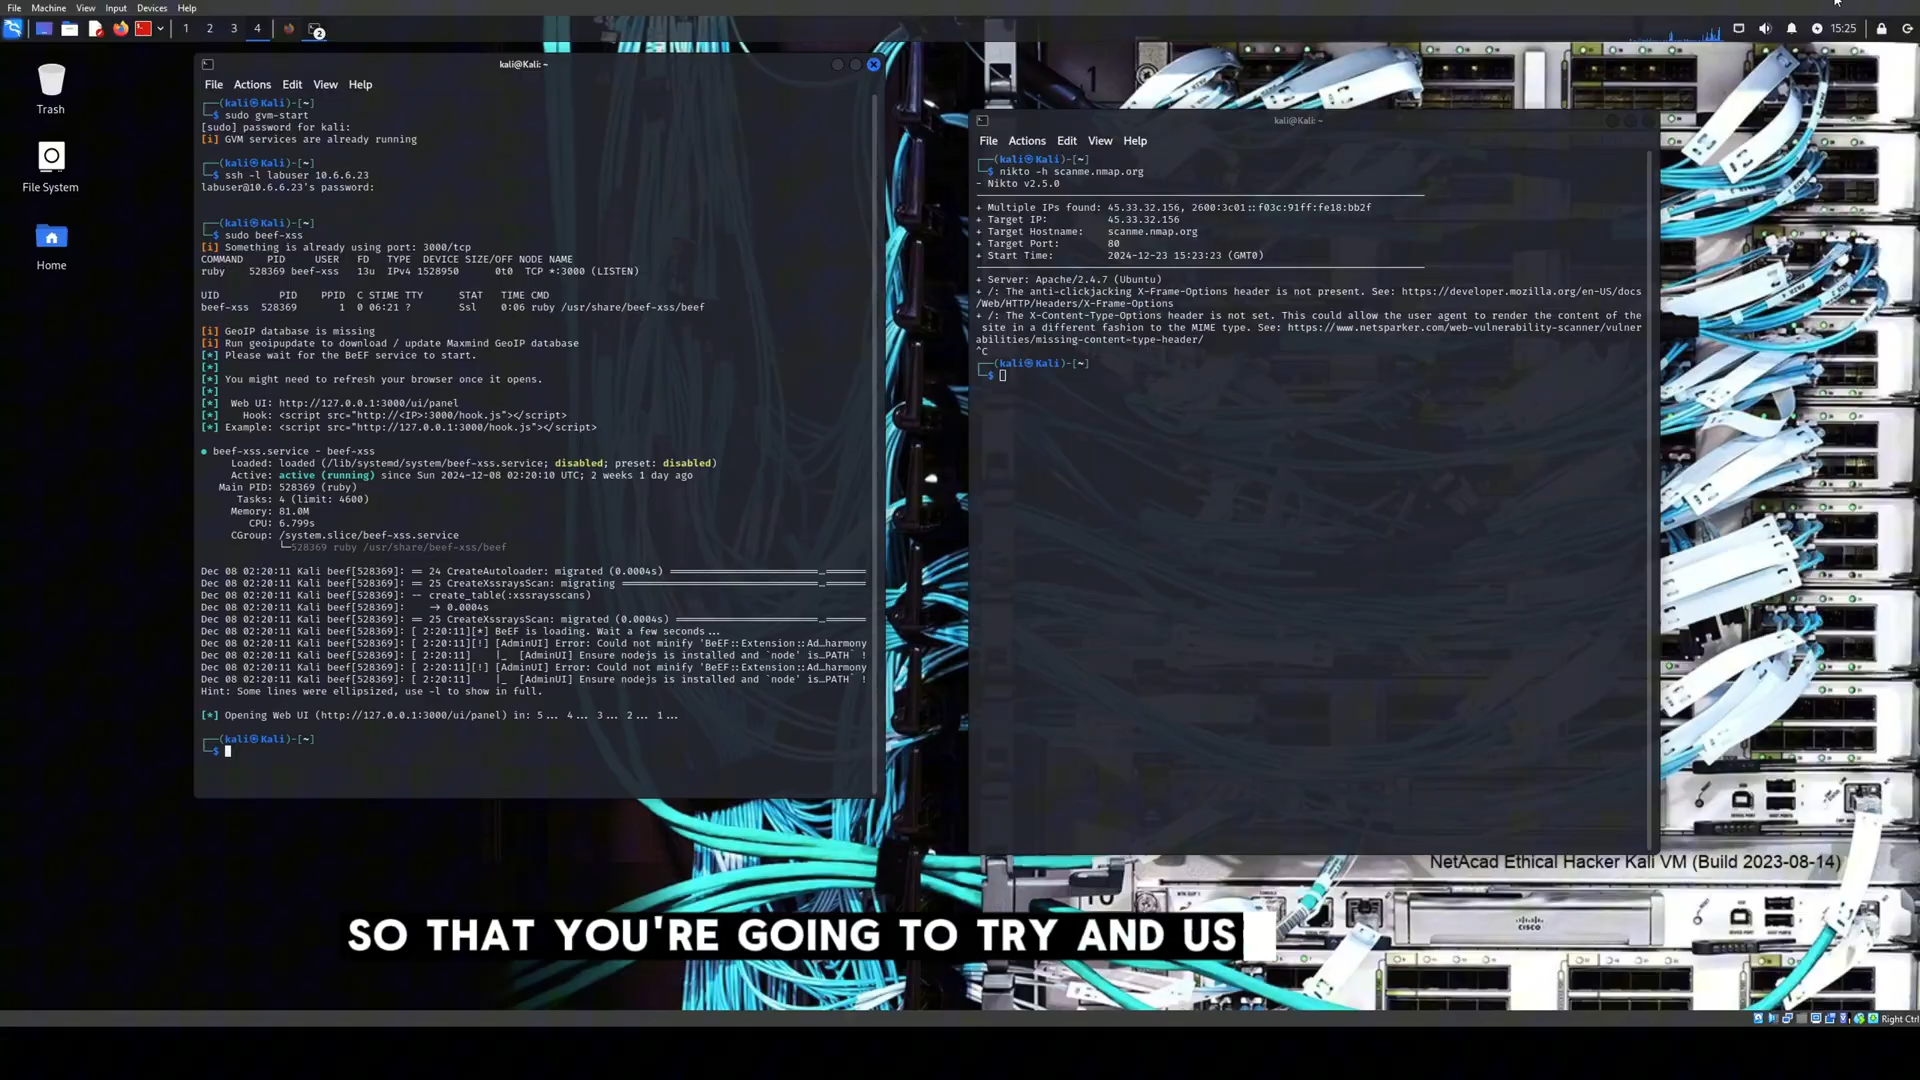 File Machine View Input Devices Help
1 2 3 4 2 15:25
Trash
File System
Home
kali@Kali: ~
File Actions Edit View Help
┌──(kali㉿Kali)-[~]
└─$ sudo gvm-start
[sudo] password for kali:
[i] GVM services are already running
┌──(kali㉿Kali)-[~]
└─$ ssh -l labuser 10.6.6.23
labuser@10.6.6.23's password:
┌──(kali㉿Kali)-[~]
└─$ sudo beef-xss
[i] Something is already using port: 3000/tcp
COMMAND PID USER FD TYPE DEVICE SIZE/OFF NODE NAME
ruby 528369 beef-xss 13u IPv4 1528950 0t0 TCP *:3000 (LISTEN)
UID PID PPID C STIME TTY STAT TIME CMD
beef-xss 528369 1 0 06:21 ? Ssl 0:06 ruby /usr/share/beef-xss/beef
[i] GeoIP database is missing
[i] Run geoipupdate to download / update Maxmind GeoIP database
[*] Please wait for the BeEF service to start.
[*]
[*] You might need to refresh your browser once it opens.
[*]
[*] Web UI: http://127.0.0.1:3000/ui/panel
[*] Hook: <script src="http://<IP>:3000/hook.js"></script>
[*] Example: <script src="http://127.0.0.1:3000/hook.js"></script>
● beef-xss.service - beef-xss
Loaded: loaded (/lib/systemd/system/beef-xss.service; disabled; preset: disabled)
Active: active (running) since Sun 2024-12-08 02:20:10 UTC; 2 weeks 1 day ago
Main PID: 528369 (ruby)
Tasks: 4 (limit: 4600)
Memory: 81.0M
CPU: 6.799s
CGroup: /system.slice/beef-xss.service
└─528369 ruby /usr/share/beef-xss/beef
Dec 08 02:20:11 Kali beef[528369]: == 24 CreateAutoloader: migrated (0.0004s) ==========================…======
Dec 08 02:20:11 Kali beef[528369]: == 25 CreateXssraysScan: migrating ==================================…======
Dec 08 02:20:11 Kali beef[528369]: -- create_table(:xssraysscans)
Dec 08 02:20:11 Kali beef[528369]: -> 0.0004s
Dec 08 02:20:11 Kali beef[528369]: == 25 CreateXssraysScan: migrated (0.0004s) =========================…======
Dec 08 02:20:11 Kali beef[528369]: [ 2:20:11][*] BeEF is loading. Wait a few seconds...
Dec 08 02:20:11 Kali beef[528369]: [ 2:20:11][!] [AdminUI] Error: Could not minify 'BeEF::Extension::Ad…harmony
Dec 08 02:20:11 Kali beef[528369]: [ 2:20:11] |_ [AdminUI] Ensure nodejs is installed and `node' is…PATH` !
Dec 08 02:20:11 Kali beef[528369]: [ 2:20:11][!] [AdminUI] Error: Could not minify 'BeEF::Extension::Ad…harmony
Dec 08 02:20:11 Kali beef[528369]: [ 2:20:11] |_ [AdminUI] Ensure nodejs is installed and `node' is…PATH` !
Hint: Some lines were ellipsized, use -l to show in full.
[*] Opening Web UI (http://127.0.0.1:3000/ui/panel) in: 5... 4... 3... 2... 1...
┌──(kali㉿Kali)-[~]
└─$
kali@Kali: ~
File Actions Edit View Help
┌──(kali㉿Kali)-[~]
└─$ nikto -h scanme.nmap.org
- Nikto v2.5.0
+ Multiple IPs found: 45.33.32.156, 2600:3c01::f03c:91ff:fe18:bb2f
+ Target IP: 45.33.32.156
+ Target Hostname: scanme.nmap.org
+ Target Port: 80
+ Start Time: 2024-12-23 15:23:23 (GMT0)
+ Server: Apache/2.4.7 (Ubuntu)
+ /: The anti-clickjacking X-Frame-Options header is not present. See: https://developer.mozilla.org/en-US/docs
/Web/HTTP/Headers/X-Frame-Options
+ /: The X-Content-Type-Options header is not set. This could allow the user agent to render the content of the
site in a different fashion to the MIME type. See: https://www.netsparker.com/web-vulnerability-scanner/vulner
abilities/missing-content-type-header/
^C
┌──(kali㉿Kali)-[~]
└─$
NetAcad Ethical Hacker Kali VM (Build 2023-08-14)
CISCO
SO THAT YOU'RE GOING TO TRY AND US
Right Ctrl